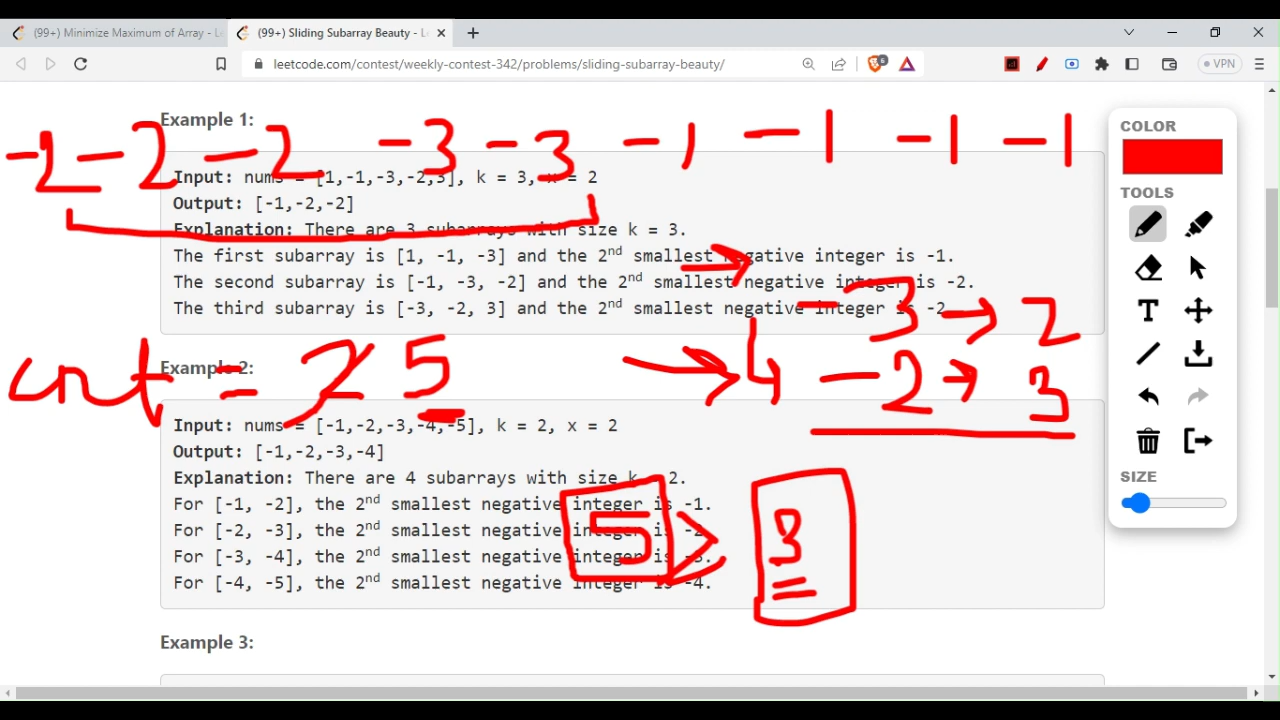 (99+) Minimize Maximum of Array - L
(99+) Sliding Subarray Beauty - L
leetcode.com/contest/weekly-contest-342/problems/sliding-subarray-beauty/
6
VPN
Example 1:
-2 -2 -2 -3 -3 -1 -1 -1 -1
Input: nums = [1,-1,-3,-2,3], k = 3, x = 2
Output: [-1,-2,-2]
Explanation: There are 3 subarrays with size k = 3.
The first subarray is [1, -1, -3] and the 2nd smallest negative integer is -1.
The second subarray is [-1, -3, -2] and the 2nd smallest negative integer is -2.
The third subarray is [-3, -2, 3] and the 2nd smallest negative integer is -2
-3 → 2
cnt = 2 5
→ 4 -2 → 3
Example 2:
Input: nums = [-1,-2,-3,-4,-5], k = 2, x = 2
Output: [-1,-2,-3,-4]
Explanation: There are 4 subarrays with size k = 2.
For [-1, -2], the 2nd smallest negative integer is -1.
For [-2, -3], the 2nd smallest negative integer is -2
For [-3, -4], the 2nd smallest negative integer is -3.
For [-4, -5], the 2nd smallest negative integer is -4.
5 > 3
Example 3:
COLOR
TOOLS
T
SIZE